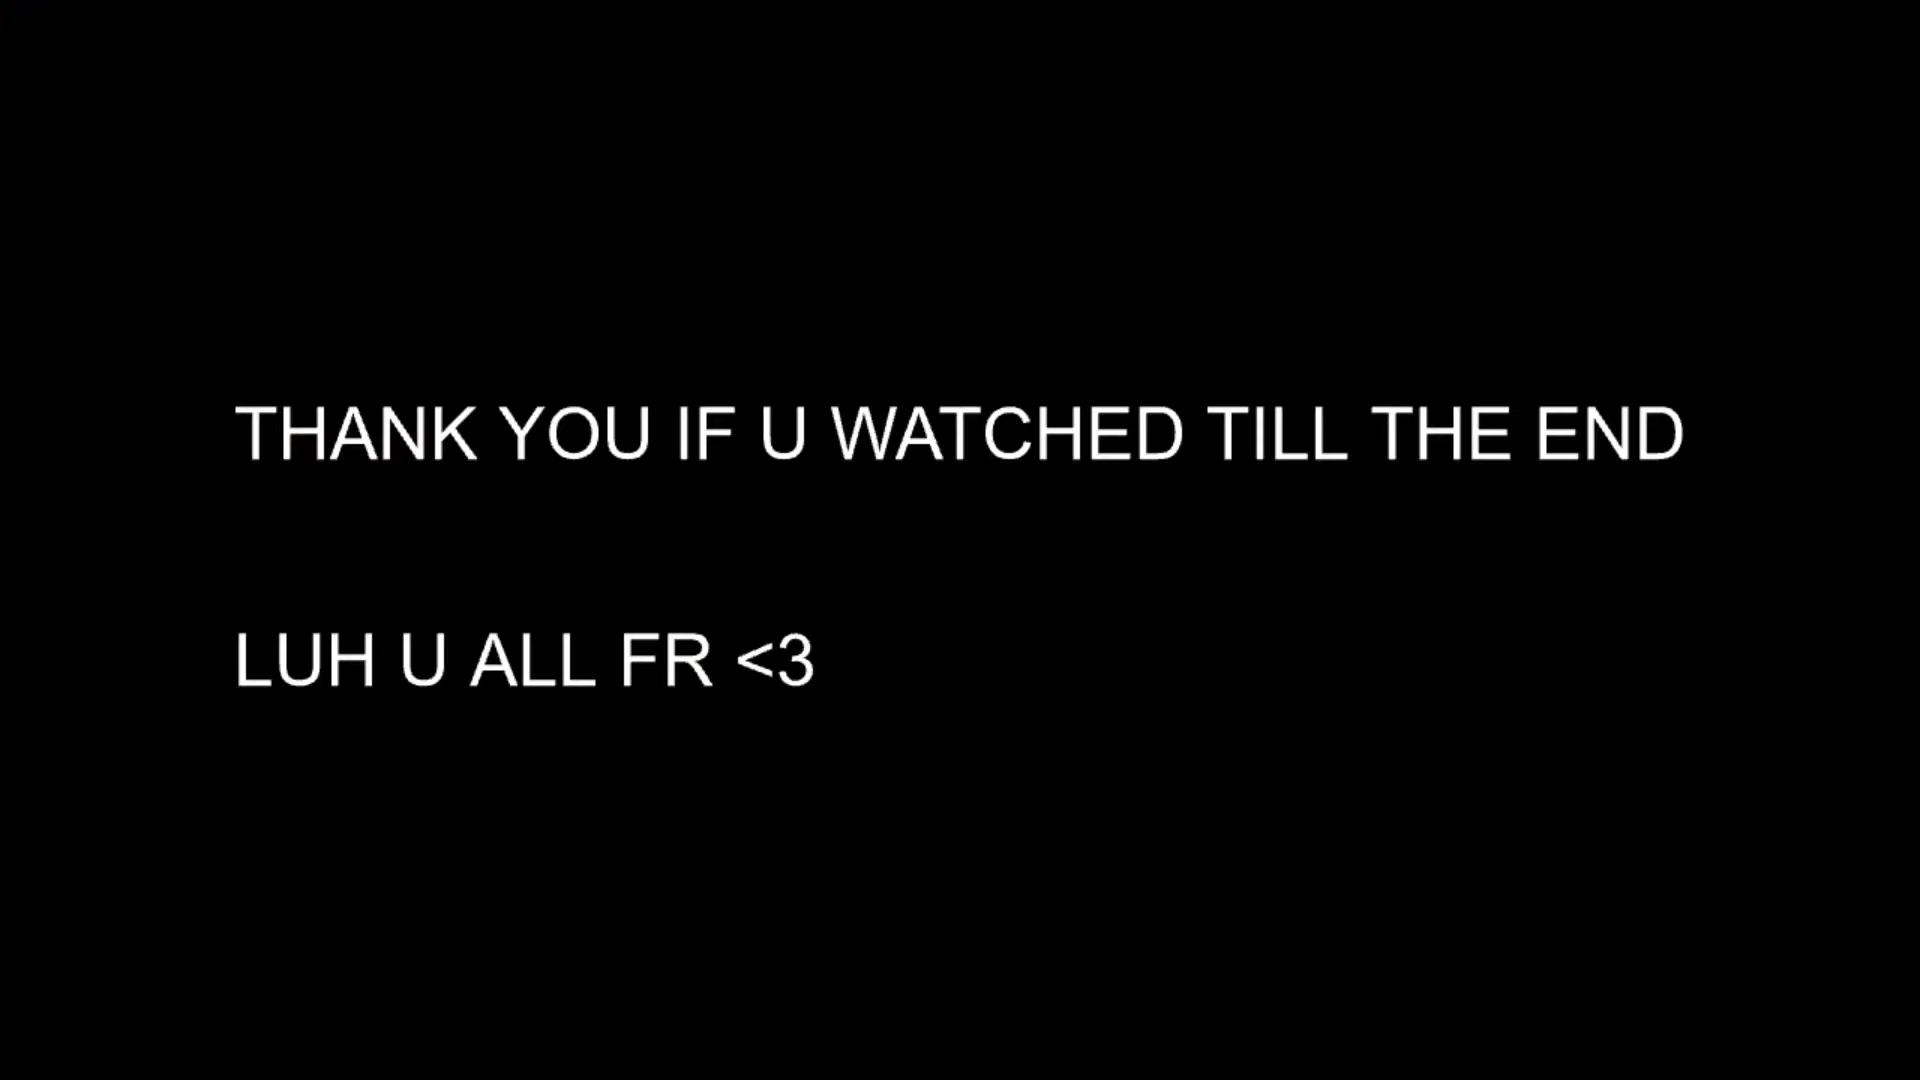 THANK YOU IF U WATCHED TILL THE END
LUH U ALL FR <3